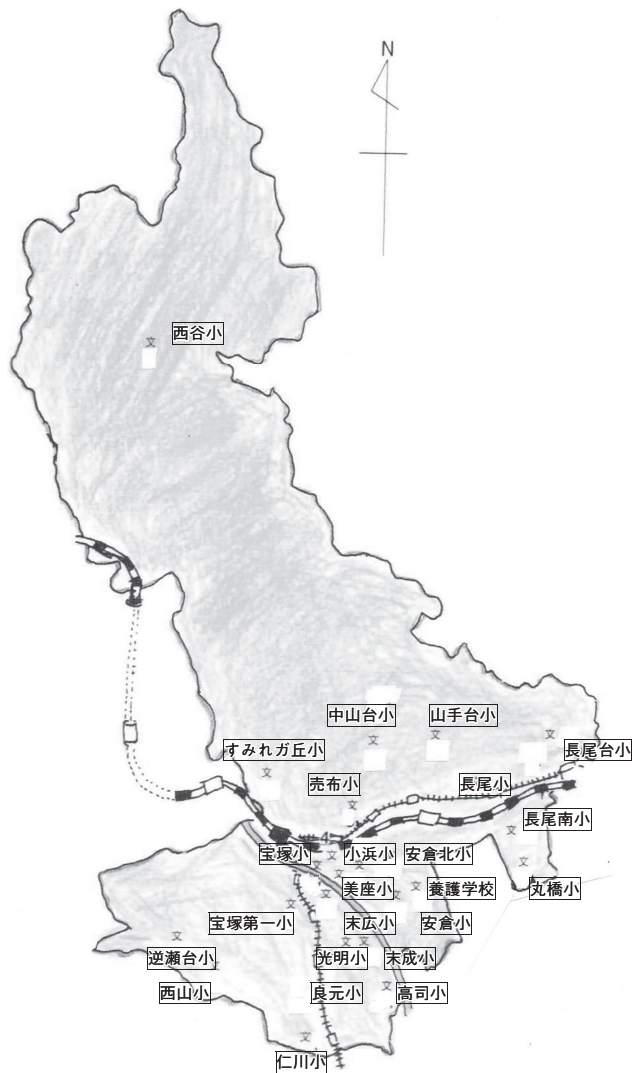 N
西谷小
中山台小
山手台小
すみれガ丘小
長尾台小
売布小
長尾小
長尾南小
宝塚小
小浜小
安倉北小
美座小
養護学校
丸橋小
宝塚第一小
末広小
安倉小
逆瀬台小
光明小
末成小
西山小
良元小
高司小
仁川小